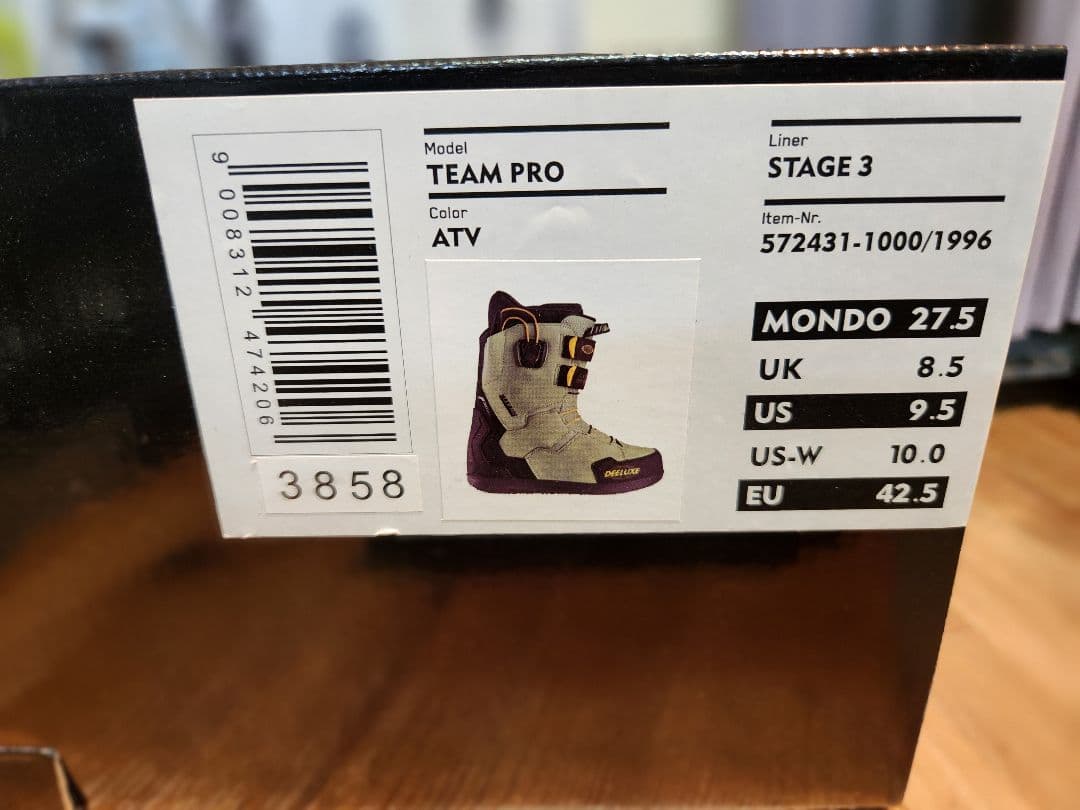 9 008312 474206
3858
Model
TEAM PRO
Color
ATV
DEELUXE
Liner
STAGE 3
Item-Nr.
572431-1000/1996
MONDO 27.5
UK 8.5
US 9.5
US-W 10.0
EU 42.5